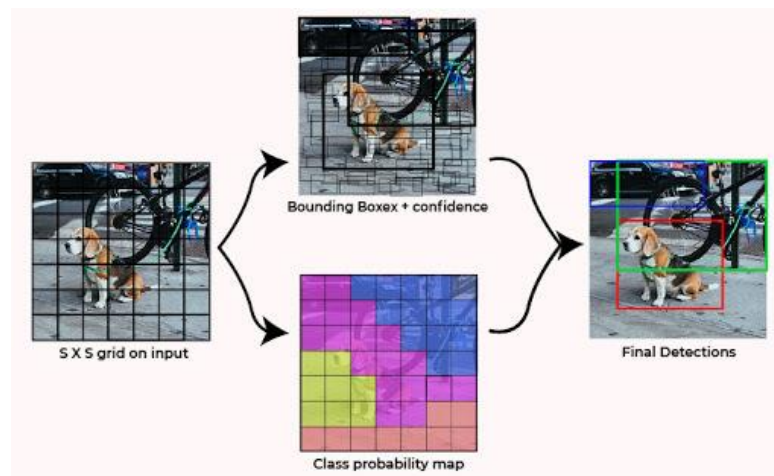 Bounding Boxex + confidence
S X S grid on input
Final Detections
Class probability map